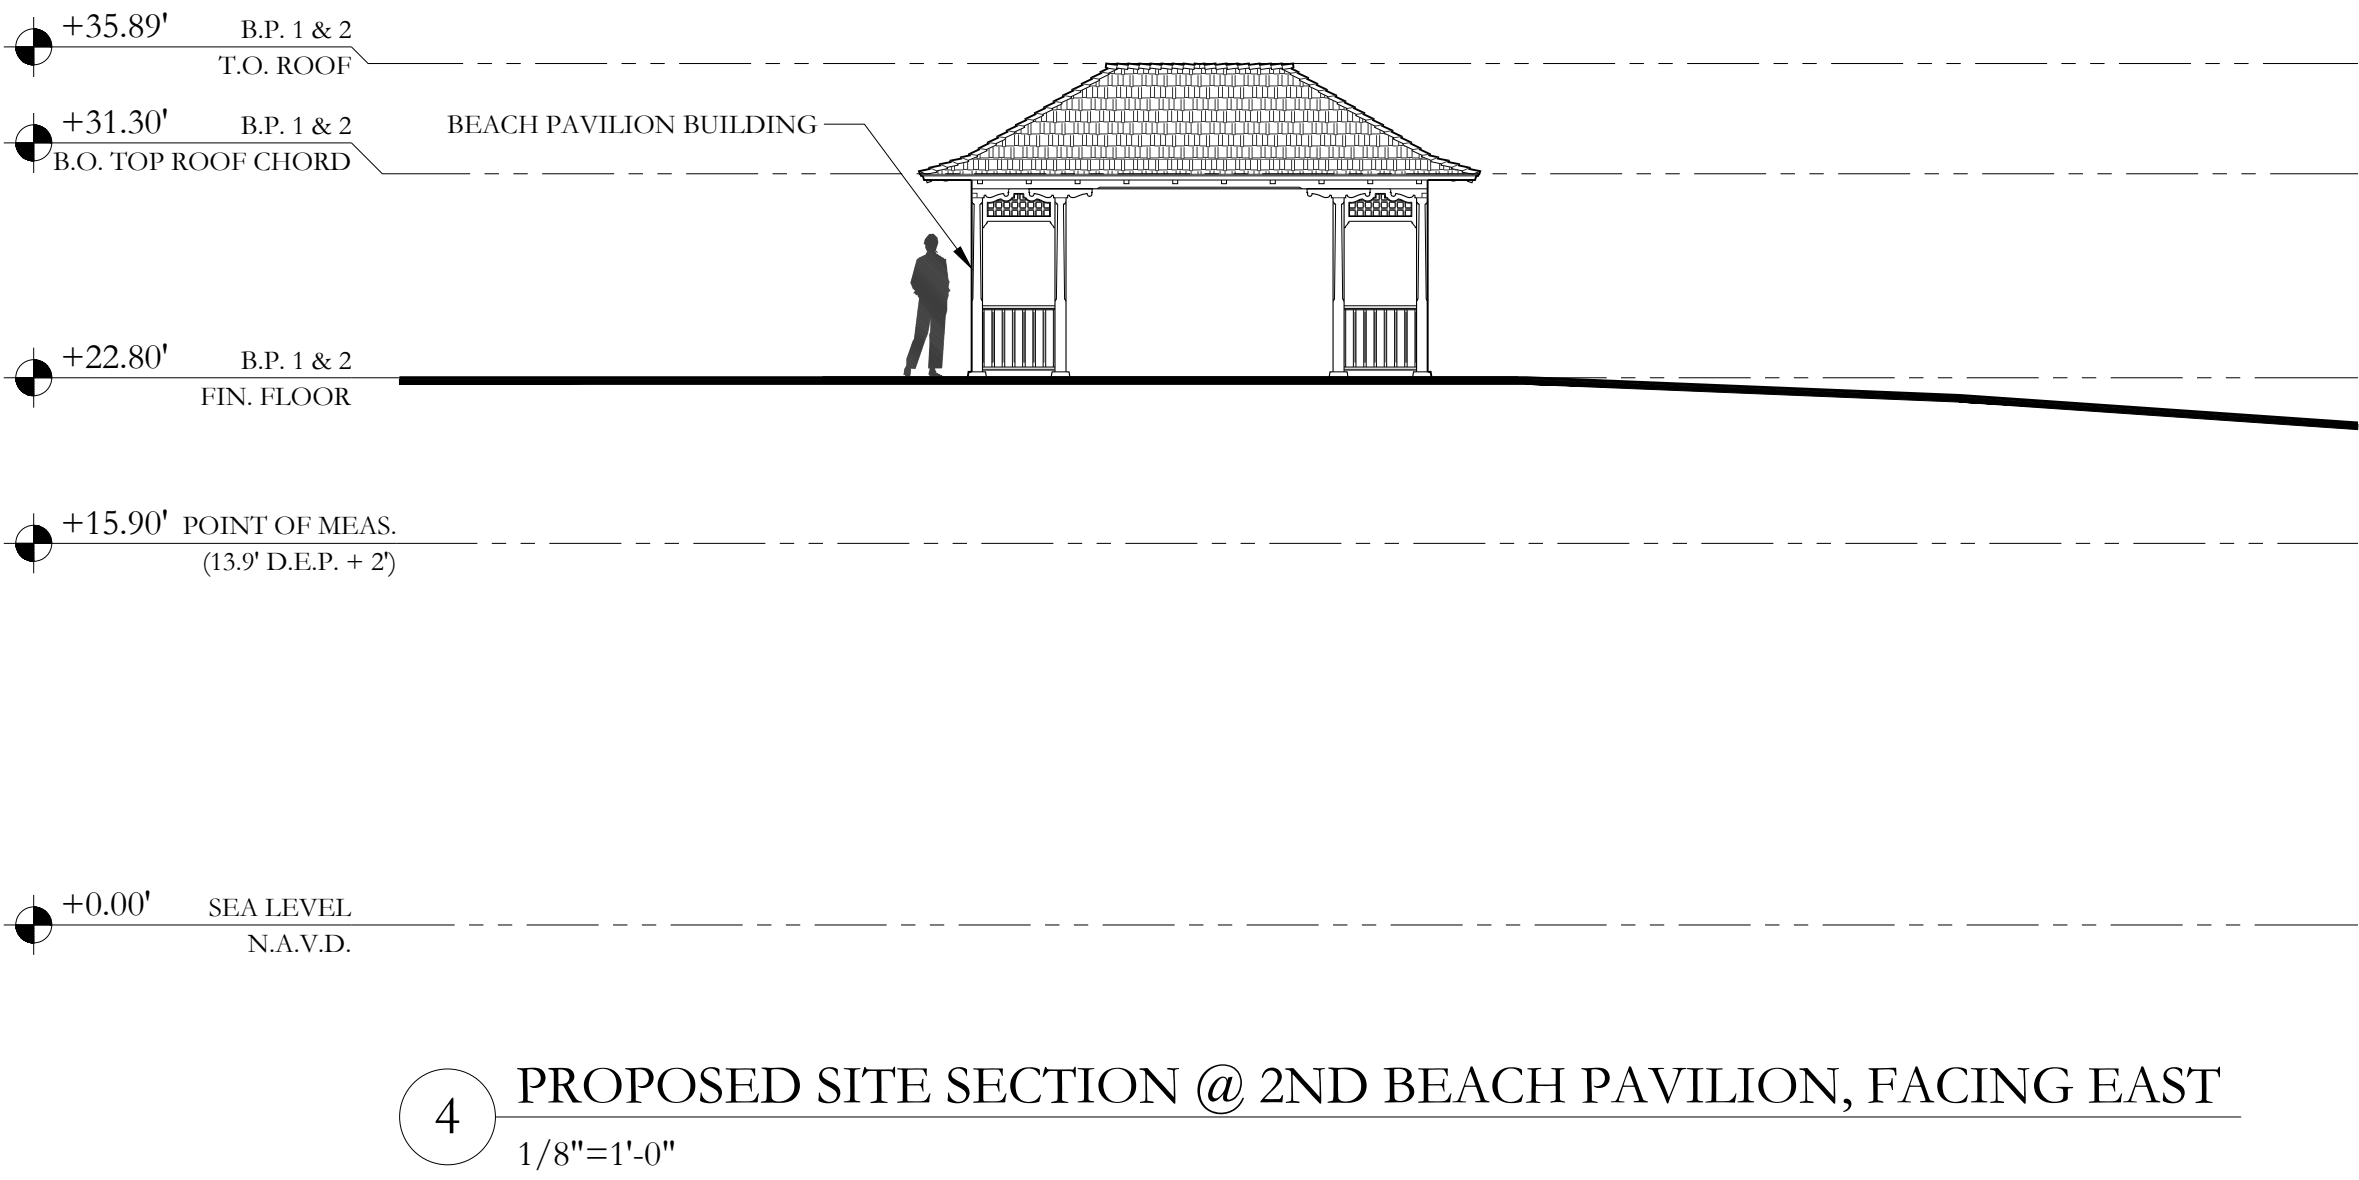 +35.89' B.P. 1 & 2
T.O. ROOF
+31.30' B.P. 1 & 2
B.O. TOP ROOF CHORD
BEACH PAVILION BUILDING
+22.80' B.P. 1 & 2
FIN. FLOOR
+15.90' POINT OF MEAS.
(13.9' D.E.P. + 2')
+0.00' SEA LEVEL
N.A.V.D.
4 PROPOSED SITE SECTION @ 2ND BEACH PAVILION, FACING EAST
1/8"=1'-0"